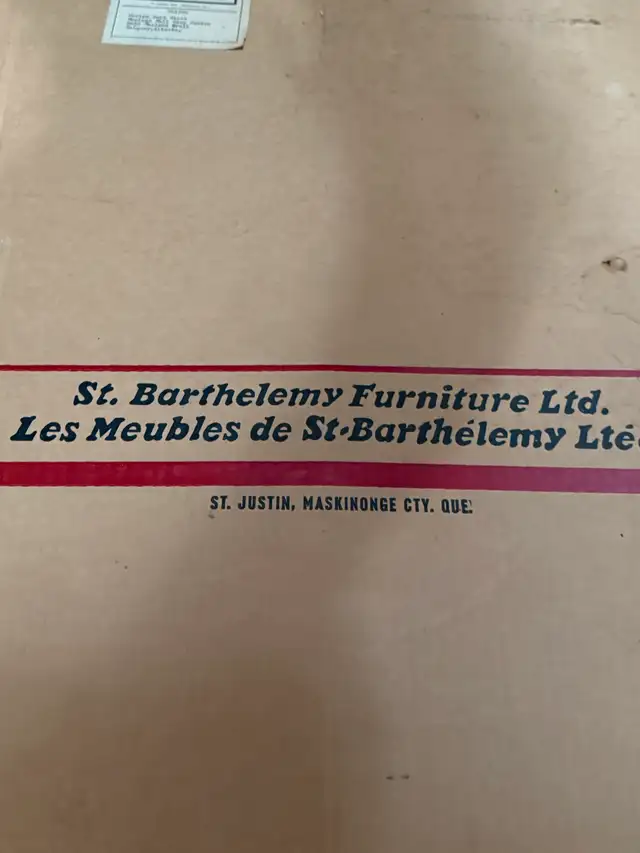 St. Barthelemy Furniture Ltd.
Les Meubles de St-Barthélemy Lté
ST. JUSTIN, MASKINONGE CTY. QUE.